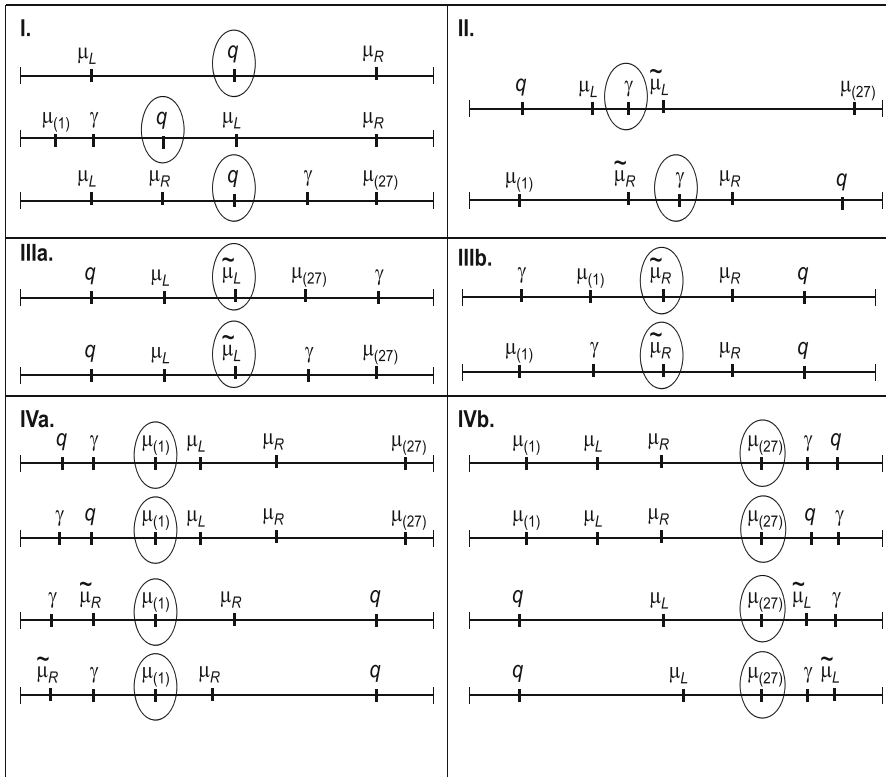 I.
μL q μR
μ(1) γ q μL μR
μL μR q γ μ(27)
II.
q μL γ μ̃L μ(27)
μ(1) μ̃R γ μR q
IIIa.
q μL μ̃L μ(27) γ
q μL μ̃L γ μ(27)
IIIb.
γ μ(1) μ̃R μR q
μ(1) γ μ̃R μR q
IVa.
q γ μ(1) μL μR μ(27)
γ q μ(1) μL μR μ(27)
γ μ̃R μ(1) μR q
μ̃R γ μ(1) μR q
IVb.
μ(1) μL μR μ(27) γ q
μ(1) μL μR μ(27) q γ
q μL μ(27) μ̃L γ
q μL μ(27) γ μ̃L